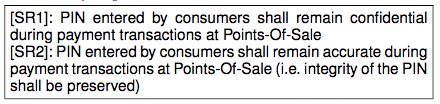 [SR1]: PIN entered by consumers shall remain confidential
during payment transactions at Points-Of-Sale
[SR2]: PIN entered by consumers shall remain accurate during
payment transactions at Points-Of-Sale (i.e. integrity of the PIN
shall be preserved)